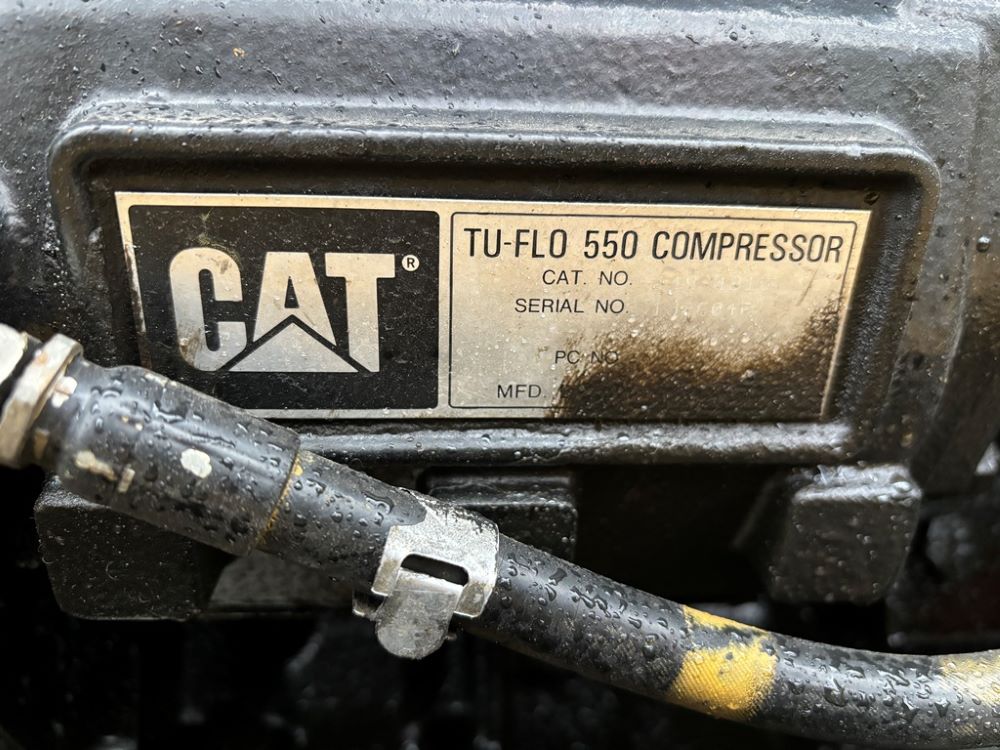 CAT®
TU-FLO 550 COMPRESSOR
CAT. NO.
SERIAL NO.
PC NO
MFD.